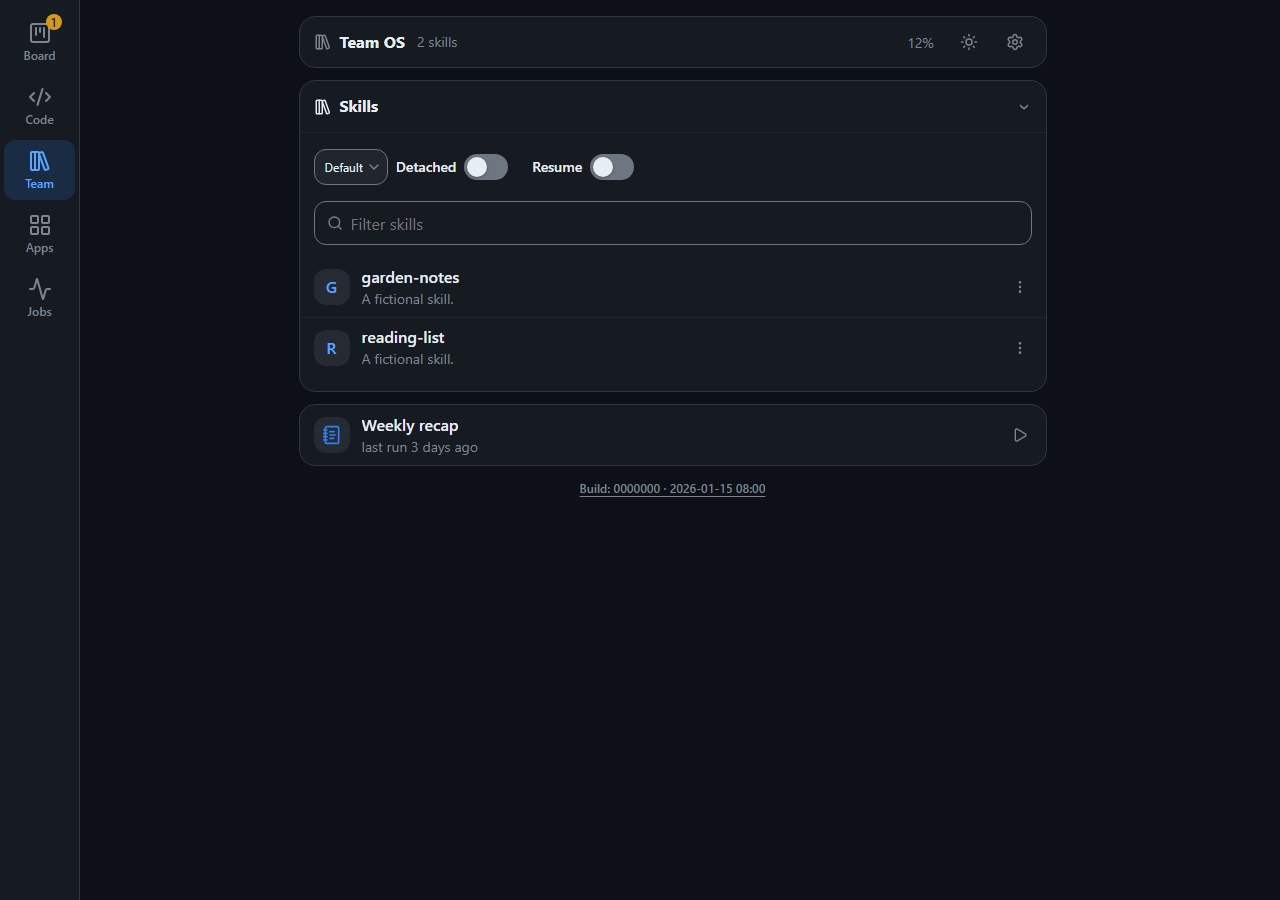 1
Board
Code
Team
Apps
Jobs
Team OS 2 skills 12%
Skills
Default Detached Resume
Filter skills
G
garden-notes
A fictional skill.
R
reading-list
A fictional skill.
Weekly recap
last run 3 days ago
Build: 0000000 · 2026-01-15 08:00